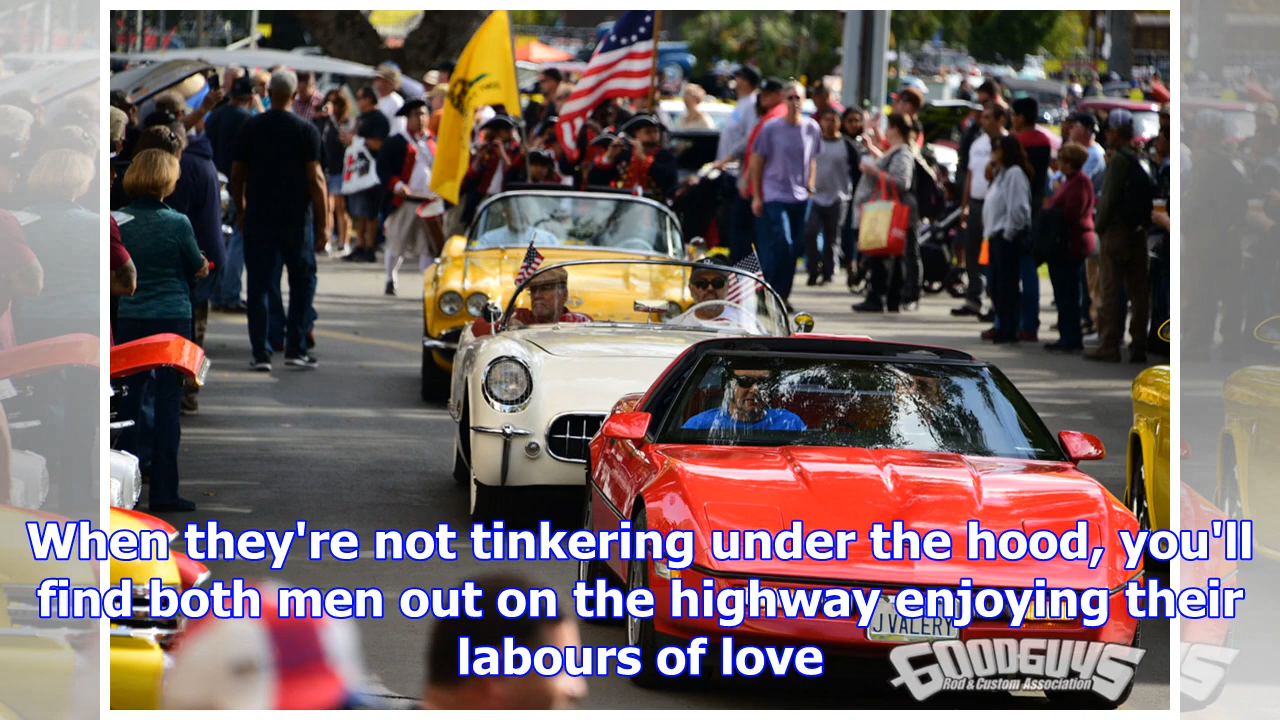 When they're not tinkering under the hood, you'll
find both men out on the highway enjoying their
labours of love
J VALERY
GOODGUYS
Rod & Custom Association